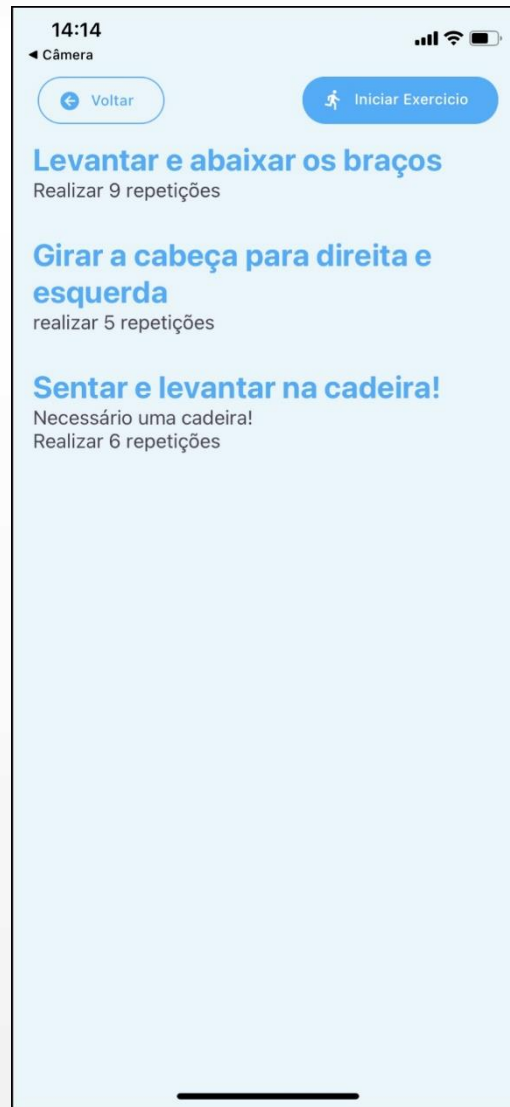 14:14
◀ Câmera
Voltar
Iniciar Exercicio
Levantar e abaixar os braços
Realizar 9 repetições
Girar a cabeça para direita e
esquerda
realizar 5 repetições
Sentar e levantar na cadeira!
Necessário uma cadeira!
Realizar 6 repetições